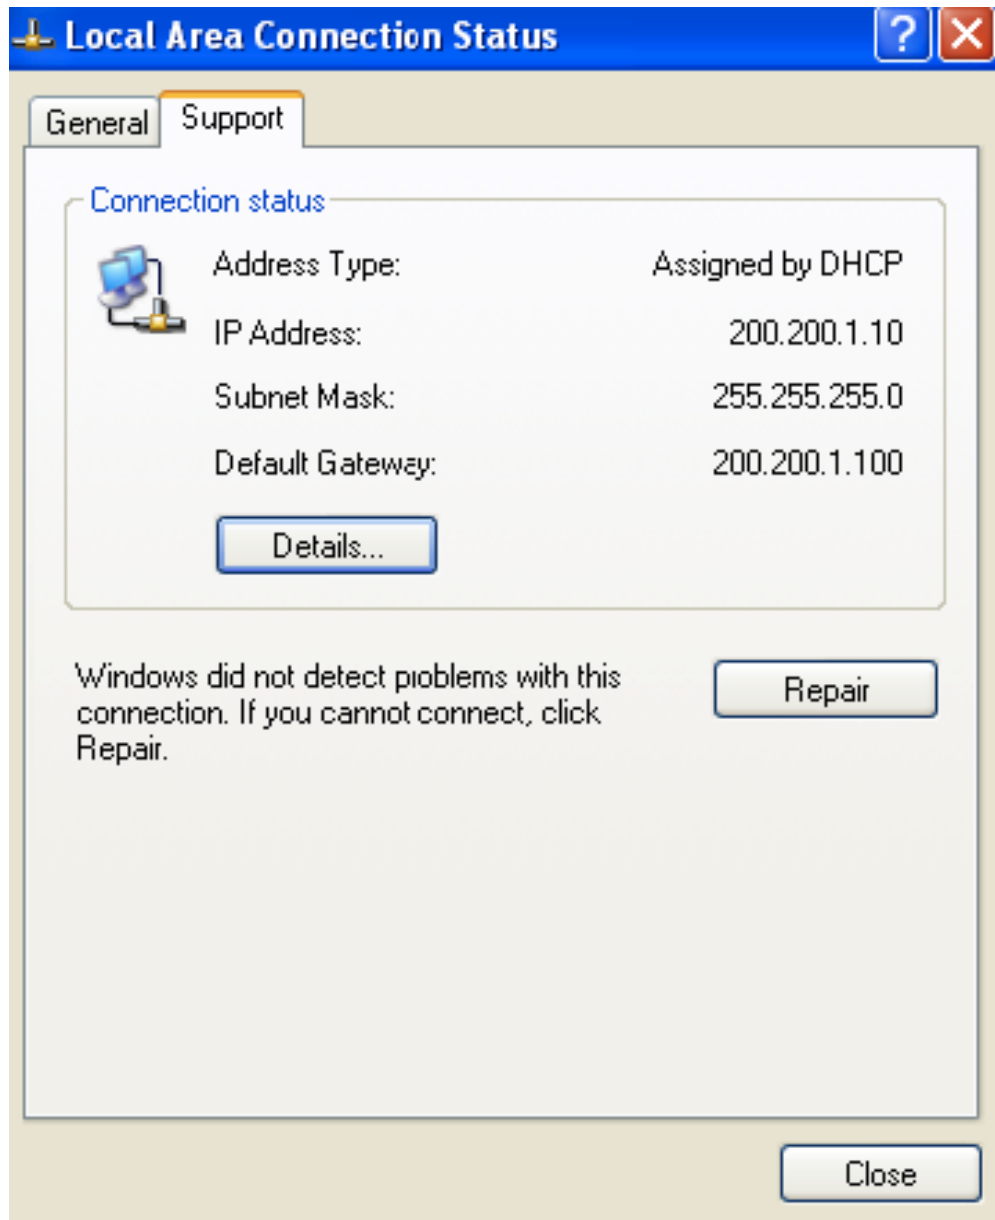 Local Area Connection Status
?
General
Support
Connection status
Address Type: Assigned by DHCP
IP Address: 200.200.1.10
Subnet Mask: 255.255.255.0
Default Gateway: 200.200.1.100
Details...
Windows did not detect problems with this
connection. If you cannot connect, click
Repair.
Repair
Close